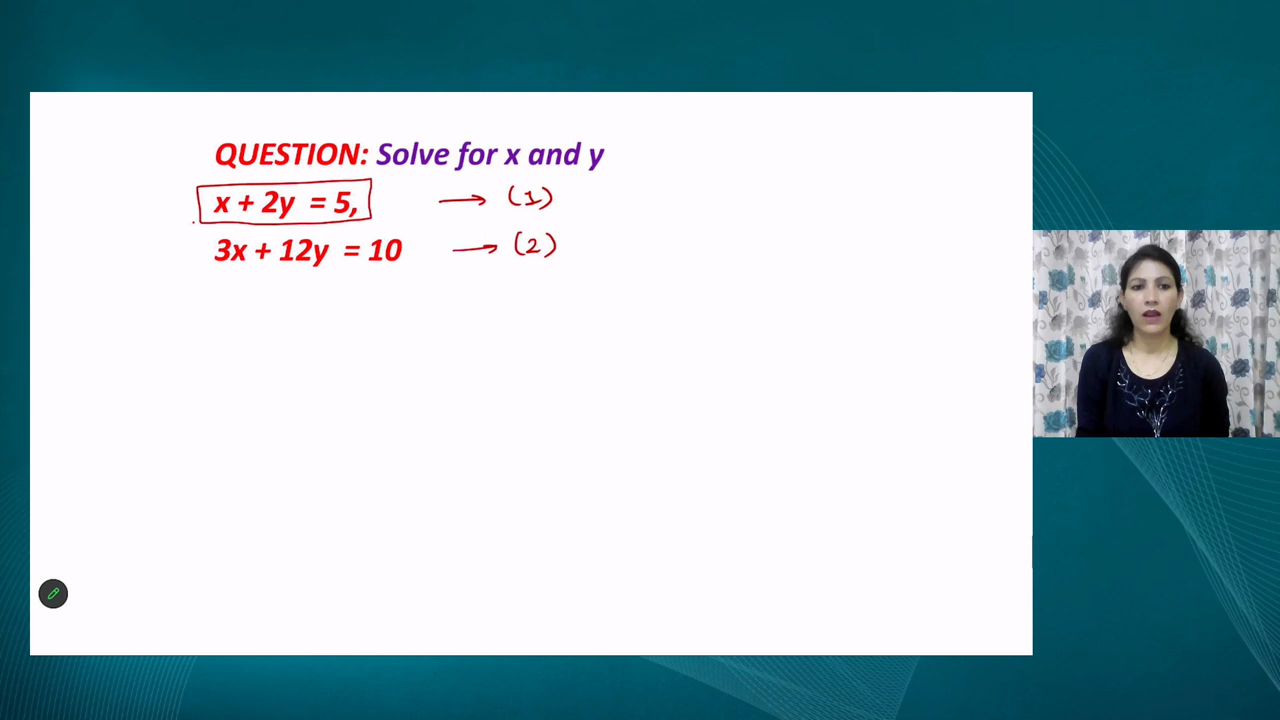 QUESTION: Solve for x and y
x + 2y = 5, → (1)
3x + 12y = 10 → (2)